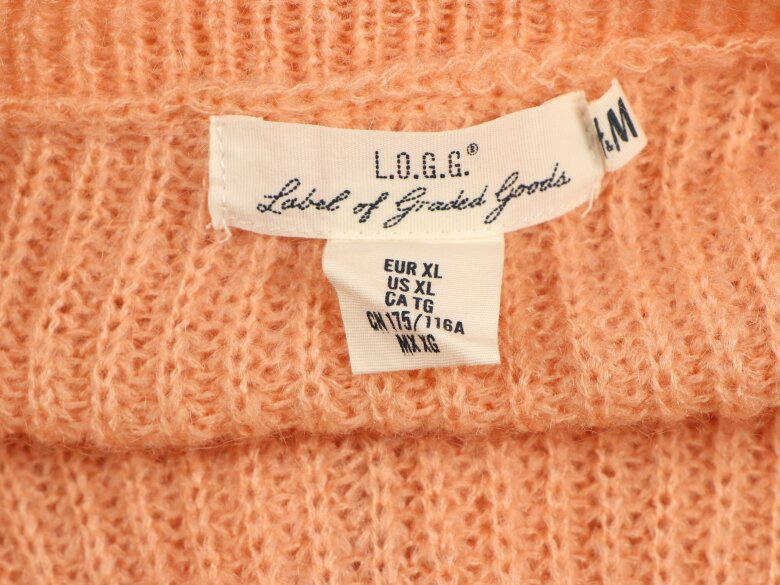 L.O.G.G.®
Label of Graded Goods
&M
EUR XL
US XL
CA TG
CN 175/116A
MX XG